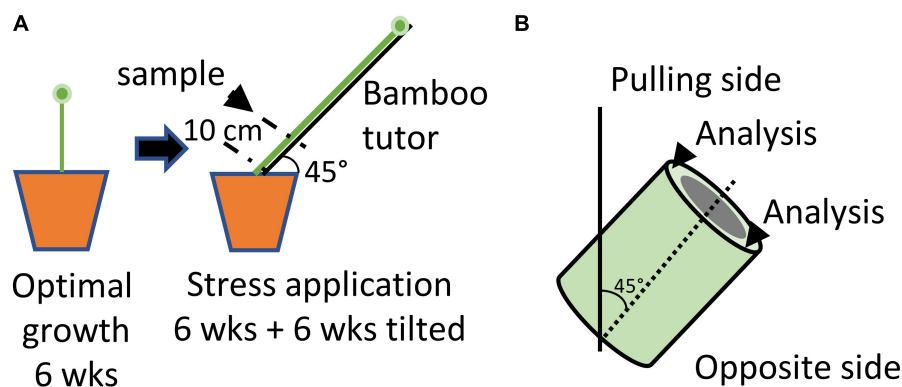 A
sample
10 cm
Bamboo
tutor
45°
Optimal
growth
6 wks
Stress application
6 wks + 6 wks tilted
B
Pulling side
Analysis
Analysis
45°
Opposite side